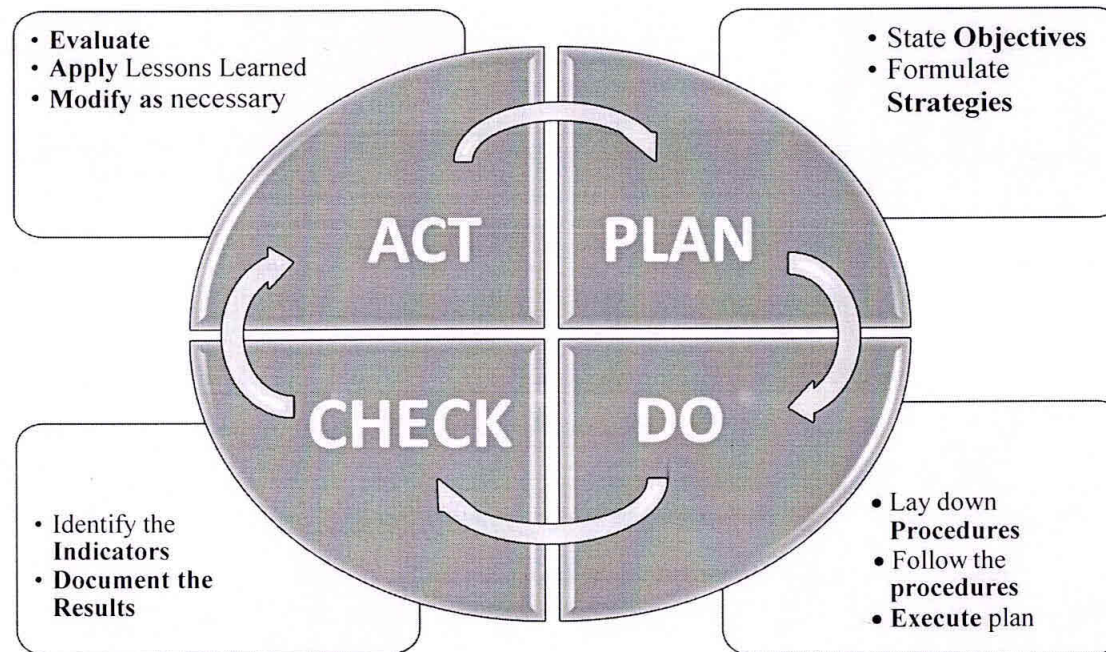 • Evaluate
• Apply Lessons Learned
• Modify as necessary
• State Objectives
• Formulate
Strategies
ACT
PLAN
CHECK
DO
• Identify the
Indicators
• Document the
Results
• Lay down
Procedures
• Follow the
procedures
• Execute plan